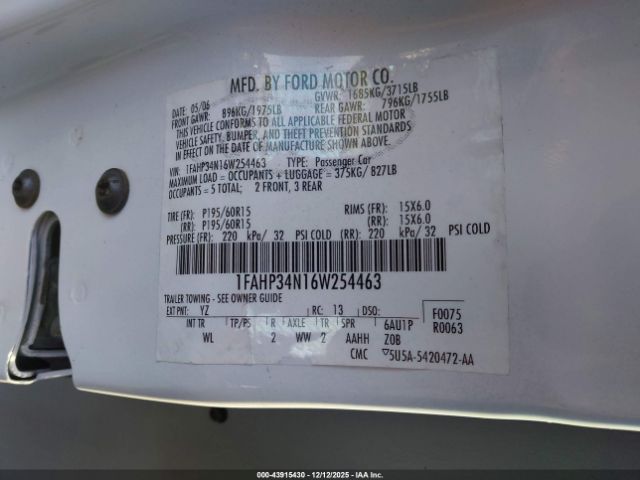 MFD. BY FORD MOTOR CO.
DATE: 05/06 GVWR: 1685KG/3715LB
FRONT GAWR: 896KG/1975LB REAR GAWR: 796KG/1755LB
THIS VEHICLE CONFORMS TO ALL APPLICABLE FEDERAL MOTOR
VEHICLE SAFETY, BUMPER, AND THEFT PREVENTION STANDARDS
IN EFFECT ON THE DATE OF MANUFACTURE SHOWN ABOVE.
VIN: 1FAHP34N16W254463 TYPE: Passenger Car
MAXIMUM LOAD = OCCUPANTS + LUGGAGE = 375KG/ 827LB
OCCUPANTS = 5 TOTAL; 2 FRONT, 3 REAR
TIRE (FR): P195/60R15 RIMS (FR): 15X6.0
(RR): P195/60R15 (RR): 15X6.0
PRESSURE (FR): 220 kPa/ 32 PSI COLD (RR): 220 kPa/ 32 PSI COLD
1FAHP34N16W254463
TRAILER TOWING - SEE OWNER GUIDE
EXT PNT: YZ RC: 13 DSO: F0075
INT TR TP/PS R AXLE TR SPR 6AU1P R0063
WL 2 WW 2 AAHH ZOB
CMC 5U5A-5420472-AA
000-43915430 - 12/12/2025 - IAA Inc.